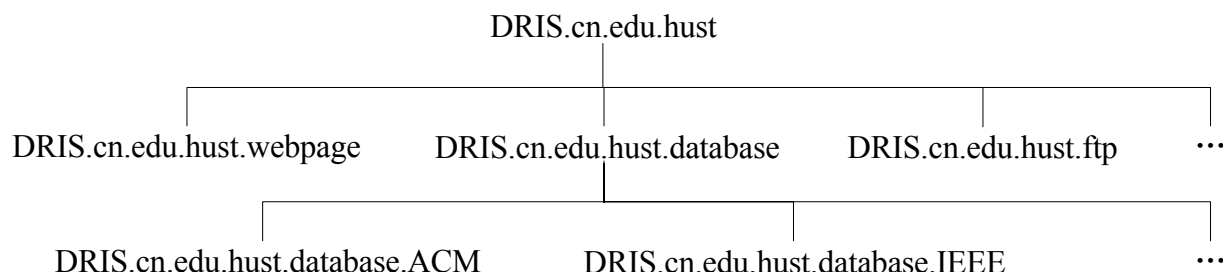 DRIS.cn.edu.hust
DRIS.cn.edu.hust.webpage DRIS.cn.edu.hust.database DRIS.cn.edu.hust.ftp ...
DRIS.cn.edu.hust.database.ACM DRIS.cn.edu.hust.database.IEEE ...